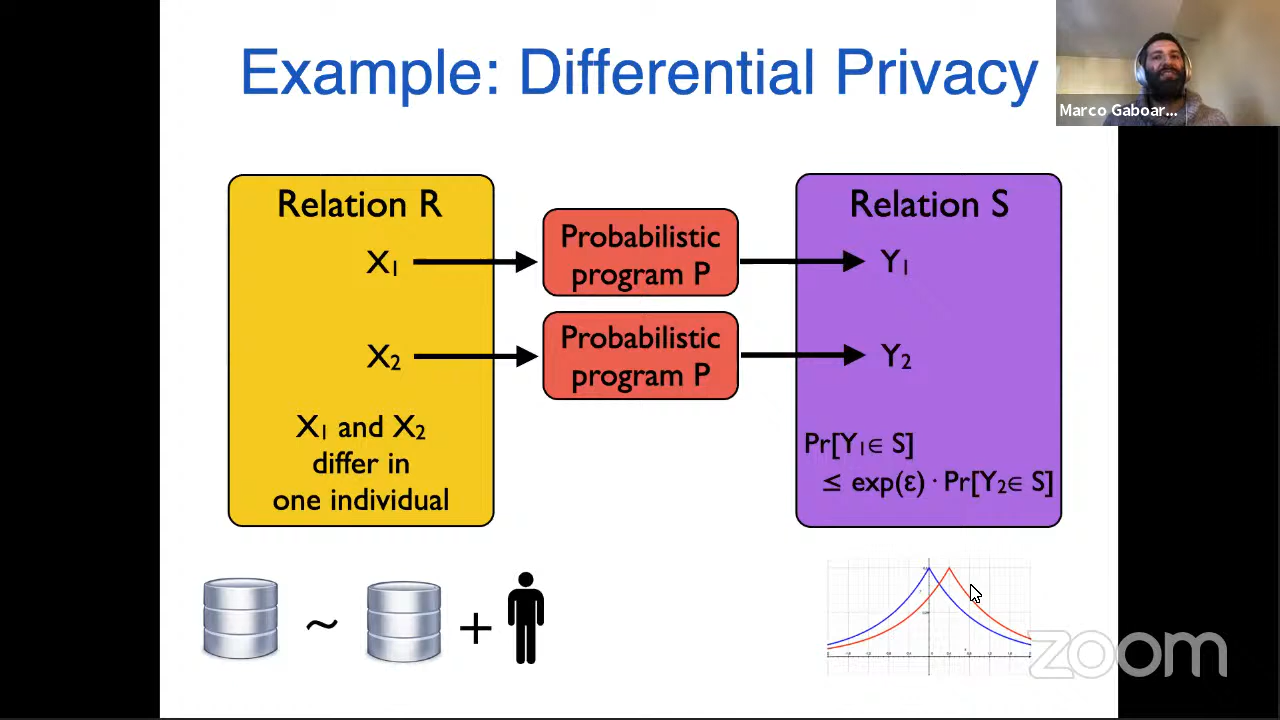 Example: Differential Privacy
Marco Gaboar...
Relation R
Relation S
X₁
Probabilistic
program P
Y₁
X₂
Probabilistic
program P
Y₂
X₁ and X₂
differ in
one individual
Pr[Y₁∈ S]
≤ exp(ε) · Pr[Y₂∈ S]
~
+
zoom